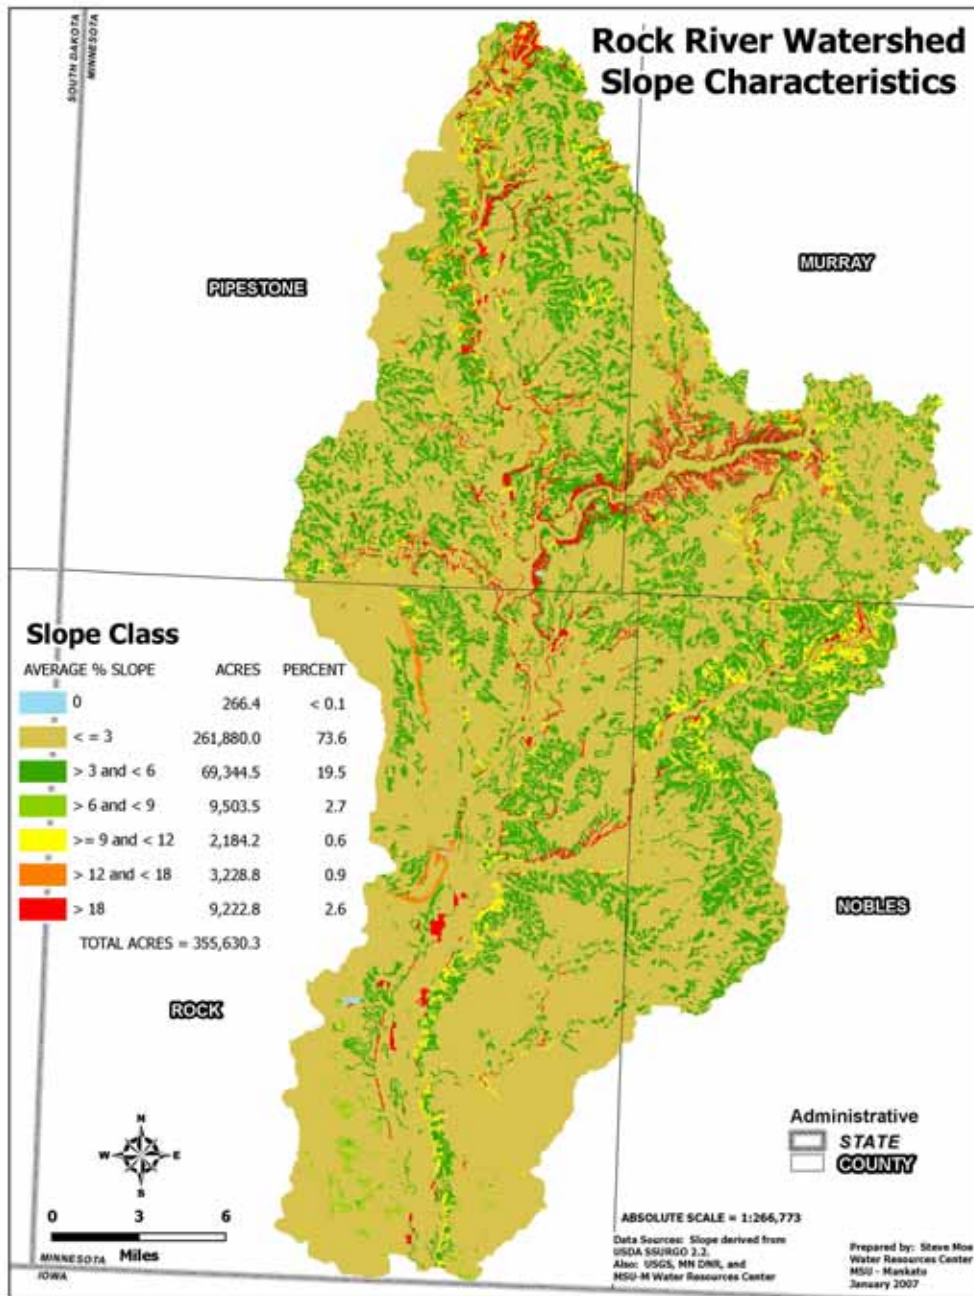 Rock River Watershed
Slope Characteristics
SOUTH DAKOTA
MINNESOTA
PIPESTONE
MURRAY
Slope Class
AVERAGE % SLOPE ACRES PERCENT
0 266.4 < 0.1
< = 3 261,880.0 73.6
> 3 and < 6 69,344.5 19.5
> 6 and < 9 9,503.5 2.7
>= 9 and < 12 2,184.2 0.6
> 12 and < 18 3,228.8 0.9
> 18 9,222.8 2.6
TOTAL ACRES = 355,630.3
NOBLES
ROCK
N
W E
S
0 3 6
Miles
MINNESOTA
IOWA
Administrative
STATE
COUNTY
ABSOLUTE SCALE = 1:266,773
Data Sources: Slope derived from
USDA SSURGO 2.2.
Also: USGS, MN DNR, and
MSU-M Water Resources Center
Prepared by: Steve Moe
Water Resources Center
MSU - Mankato
January 2007